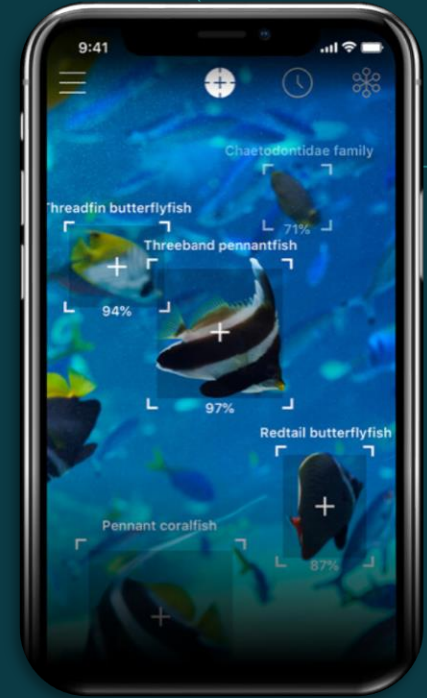 9:41
Chaetodontidae family
71%
Threadfin butterflyfish
94%
Threeband pennantfish
97%
Redtail butterflyfish
87%
Pennant coralfish